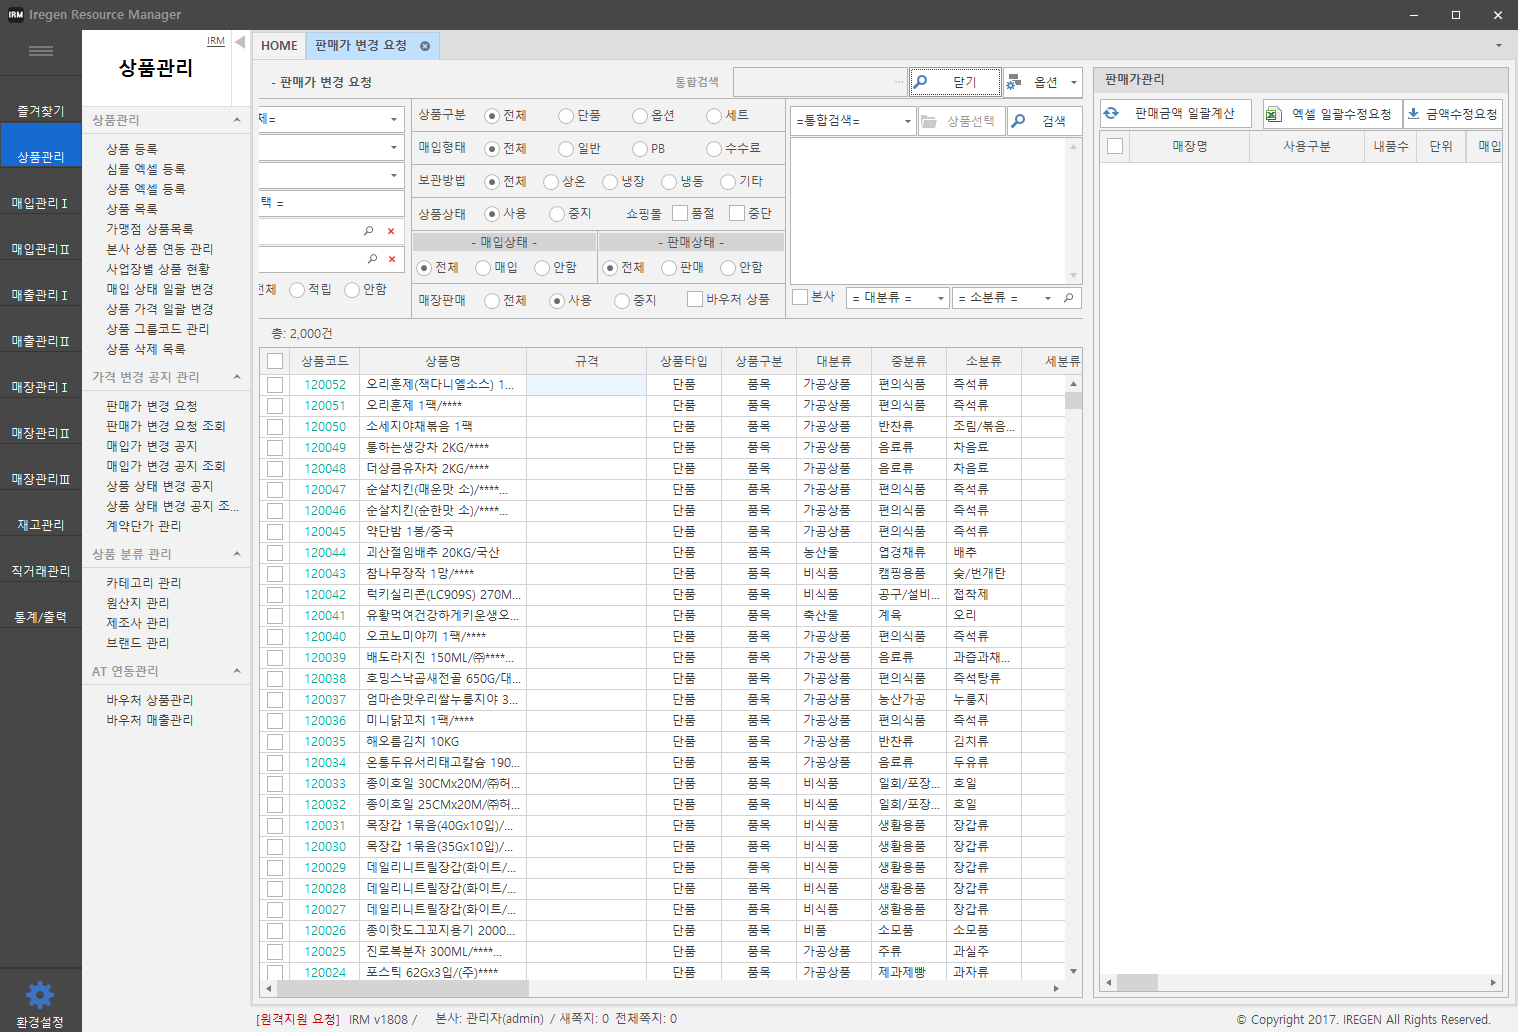 IRM Iregen Resource Manager
즐겨찾기
상품관리
매입관리 I
매입관리II
매출관리 I
매출관리II
매장관리 I
매장관리II
매장관리III
재고관리
직거래관리
통계/출력
환경설정
IRM
상품관리
상품관리
상품 등록
심플 엑셀 등록
상품 엑셀 등록
상품 목록
가맹점 상품목록
본사 상품 연동 관리
사업장별 상품 현황
매입 상태 일괄 변경
상품 가격 일괄 변경
상품 그룹코드 관리
상품 삭제 목록
가격 변경 공지 관리
판매가 변경 요청
판매가 변경 요청 조회
매입가 변경 공지
매입가 변경 공지 조회
상품 상태 변경 공지
상품 상태 변경 공지 조...
계약단가 관리
상품 분류 관리
카테고리 관리
원산지 관리
제조사 관리
브랜드 관리
AT 연동관리
바우처 상품관리
바우처 매출관리
HOME 판매가 변경 요청
- 판매가 변경 요청 통합검색 ... 닫기 옵션
제=
택 =
전체 적립 안함
상품구분 전체 단품 옵션 세트
매입형태 전체 일반 PB 수수료
보관방법 전체 상온 냉장 냉동 기타
상품상태 사용 중지 쇼핑몰 품절 중단
- 매입상태 - - 판매상태 -
전체 매입 안함 전체 판매 안함
매장판매 전체 사용 중지 바우처 상품
=통합검색= 상품선택 검색
본사 = 대분류 = = 소분류 =
총: 2,000건
상품코드 상품명 규격 상품타입 상품구분 대분류 중분류 소분류 세분류
120052 오리훈제(잭다니엘소스) 1... 단품 품목 가공상품 편의식품 즉석류
120051 오리훈제 1팩/**** 단품 품목 가공상품 편의식품 즉석류
120050 소세지야채볶음 1팩 단품 품목 가공상품 반찬류 조림/볶음...
120049 통하는생강차 2KG/**** 단품 품목 가공상품 음료류 차음료
120048 더상큼유자차 2KG/**** 단품 품목 가공상품 음료류 차음료
120047 순살치킨(매운맛 소)/****... 단품 품목 가공상품 편의식품 즉석류
120046 순살치킨(순한맛 소)/****... 단품 품목 가공상품 편의식품 즉석류
120045 약단밤 1봉/중국 단품 품목 가공상품 편의식품 즉석류
120044 괴산절임배추 20KG/국산 단품 품목 농산물 엽경채류 배추
120043 참나무장작 1망/**** 단품 품목 비식품 캠핑용품 숯/번개탄
120042 럭키실리콘(LC909S) 270M... 단품 품목 비식품 공구/설비... 접착제
120041 유황먹여건강하게키운생오... 단품 품목 축산물 계육 오리
120040 오코노미야끼 1팩/**** 단품 품목 가공상품 편의식품 즉석류
120039 배도라지진 150ML/㈜****... 단품 품목 가공상품 음료류 과즙과채...
120038 호밍스낙곱새전골 650G/대... 단품 품목 가공상품 편의식품 즉석탕류
120037 엄마손맛우리쌀누룽지야 3... 단품 품목 가공상품 농산가공 누룽지
120036 미니닭꼬치 1팩/**** 단품 품목 가공상품 편의식품 즉석류
120035 해오름김치 10KG 단품 품목 가공상품 반찬류 김치류
120034 온통두유서리태고칼슘 190... 단품 품목 가공상품 음료류 두유류
120033 종이호일 30CMx20M/㈜허... 단품 품목 비식품 일회/포장... 호일
120032 종이호일 25CMx20M/㈜허... 단품 품목 비식품 일회/포장... 호일
120031 목장갑 1묶음(40Gx10입)/... 단품 품목 비식품 생활용품 장갑류
120030 목장갑 1묶음(35Gx10입)/... 단품 품목 비식품 생활용품 장갑류
120029 데일리니트릴장갑(화이트/... 단품 품목 비식품 생활용품 장갑류
120028 데일리니트릴장갑(화이트/... 단품 품목 비식품 생활용품 장갑류
120027 데일리니트릴장갑(화이트/... 단품 품목 비식품 생활용품 장갑류
120026 종이핫도그꼬지용기 2000... 단품 품목 비품 소모품 소모품
120025 진로복분자 300ML/****... 단품 품목 가공상품 주류 과실주
120024 포스틱 62Gx3입/(주)**** 단품 품목 가공상품 제과제빵 과자류
판매가관리
판매금액 일괄계산 엑셀 일괄수정요청 금액수정요청
매장명 사용구분 내품수 단위 매입
[원격지원 요청] IRM v1808 / 본사: 관리자(admin) / 새쪽지: 0 전체쪽지: 0
© Copyright 2017. IREGEN All Rights Reserved.